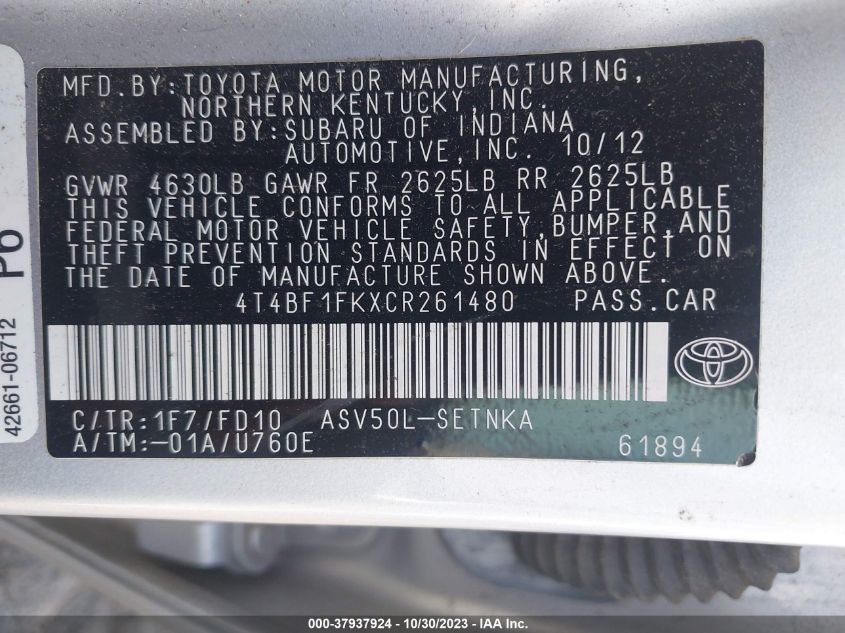 MFD. BY: TOYOTA MOTOR MANUFACTURING,
NORTHERN KENTUCKY, INC.
ASSEMBLED BY: SUBARU OF INDIANA
AUTOMOTIVE, INC. 10/12
GVWR 4630LB GAWR FR 2625LB RR 2625LB
THIS VEHICLE CONFORMS TO ALL APPLICABLE
FEDERAL MOTOR VEHICLE SAFETY, BUMPER, AND
THEFT PREVENTION STANDARDS IN EFFECT ON
THE DATE OF MANUFACTURE SHOWN ABOVE.
4T4BF1FKXCR261480 PASS.CAR
C/TR:1F7/FD10 ASV50L-SETNKA
A/TM:-01A/U760E 61894
42661-06712
PO
000-37937924 - 10/30/2023 - IAA Inc.